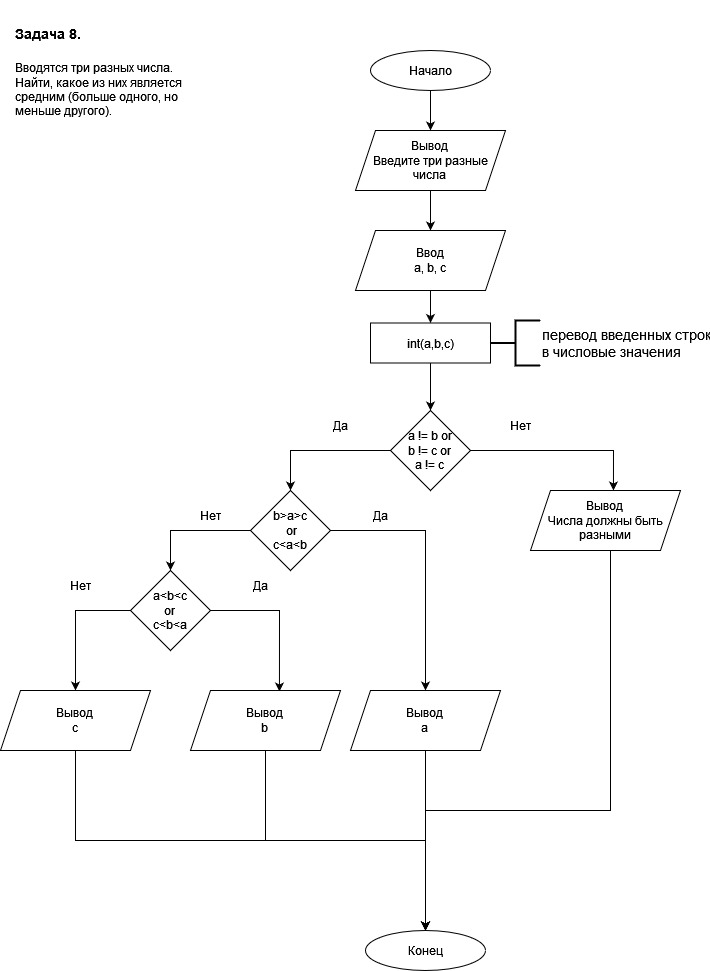 Задача 8.
Вводятся три разных числа.
Найти, какое из них является
средним (больше одного, но
меньше другого).
Начало
Вывод
Введите три разные
числа
Ввод
a, b, c
int(a,b,c)
перевод введенных строк
в числовые значения
Да
a != b or
b != c or
a != c
Нет
Нет
b>a>c
or
c<a<b
Да
Вывод
Числа должны быть
разными
Нет
a<b<c
or
c<b<a
Да
Вывод
c
Вывод
b
Вывод
a
Конец